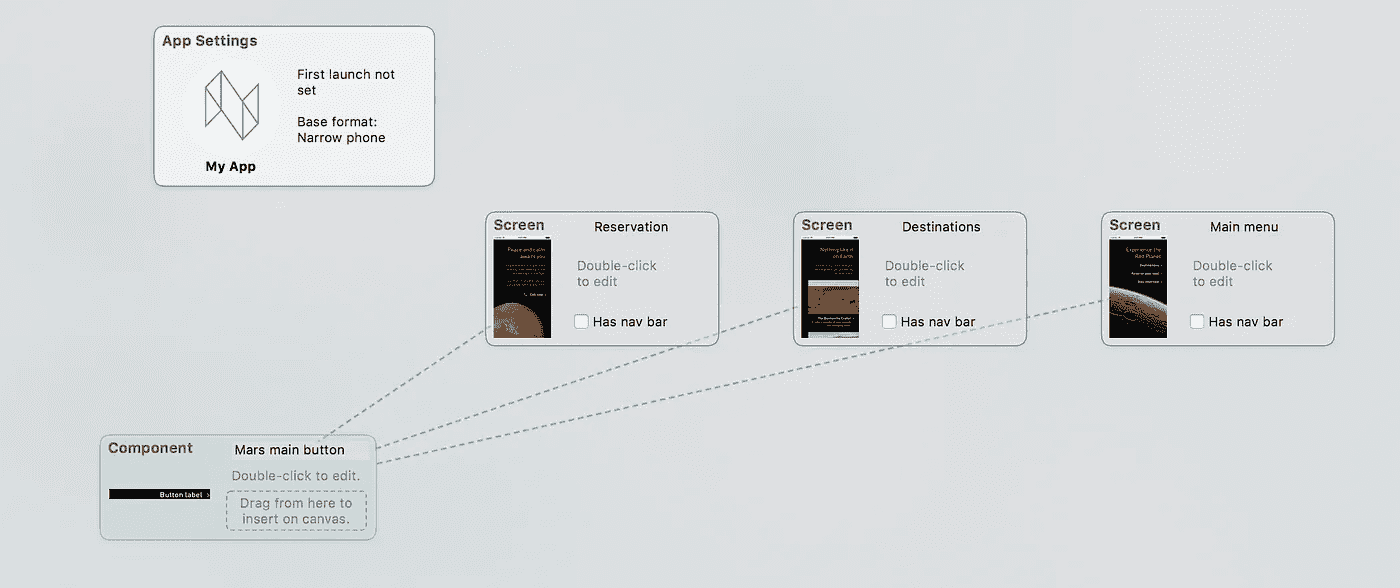 App Settings
First launch not
set
Base format:
Narrow phone
My App
Screen
Reservation
Peace and calm
awaits you
Double-click
to edit
Has nav bar
Screen
Destinations
Nothing like it
on Earth
Double-click
to edit
Has nav bar
Screen
Main menu
Experience the
Red Planet
Double-click
to edit
Has nav bar
Component
Mars main button
Double-click to edit.
Button label ›
Drag from here to
insert on canvas.